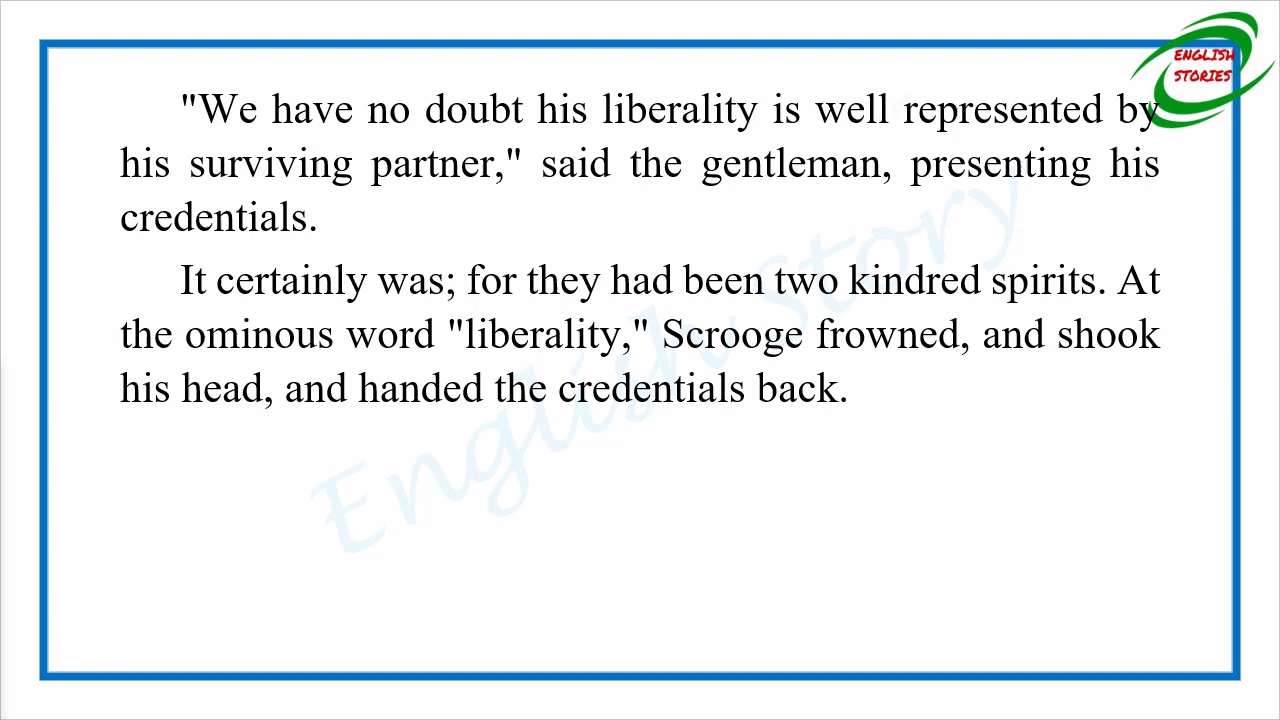 ENGLISH
STORIES
"We have no doubt his liberality is well represented by
his surviving partner," said the gentleman, presenting his
credentials.
It certainly was; for they had been two kindred spirits. At
the ominous word "liberality," Scrooge frowned, and shook
his head, and handed the credentials back.
English Story